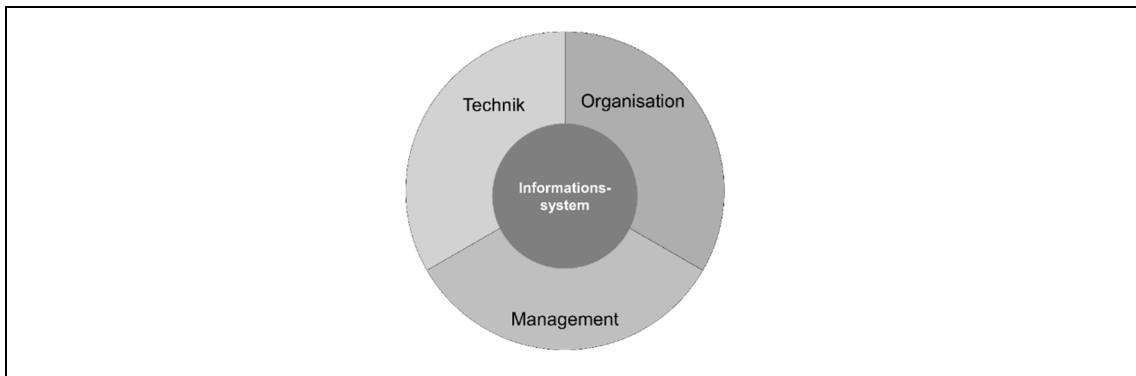 Technik
Organisation
Informations-
system
Management